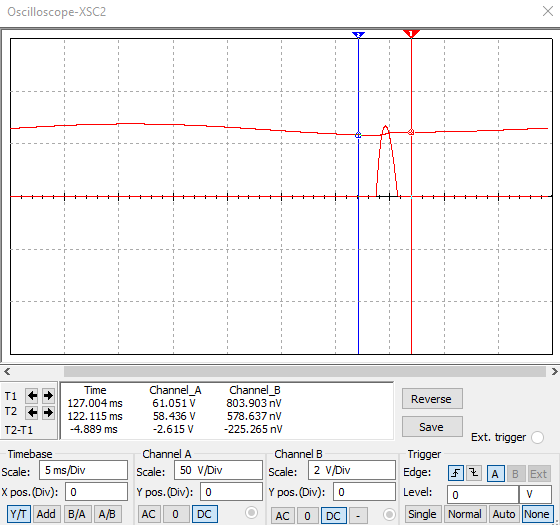 Oscilloscope-XSC2
2 1
T1
T2
T2-T1
Time Channel_A Channel_B
127.004 ms 61.051 V 803.903 nV
122.115 ms 58.436 V 578.637 nV
-4.889 ms -2.615 V -225.265 nV
Reverse
Save
Ext. trigger
Timebase
Scale: 5 ms/Div
X pos.(Div): 0
Y/T Add B/A A/B
Channel A
Scale: 50 V/Div
Y pos.(Div): 0
AC 0 DC
Channel B
Scale: 2 V/Div
Y pos.(Div): 0
AC 0 DC -
Trigger
Edge: A B Ext
Level: 0 V
Single Normal Auto None